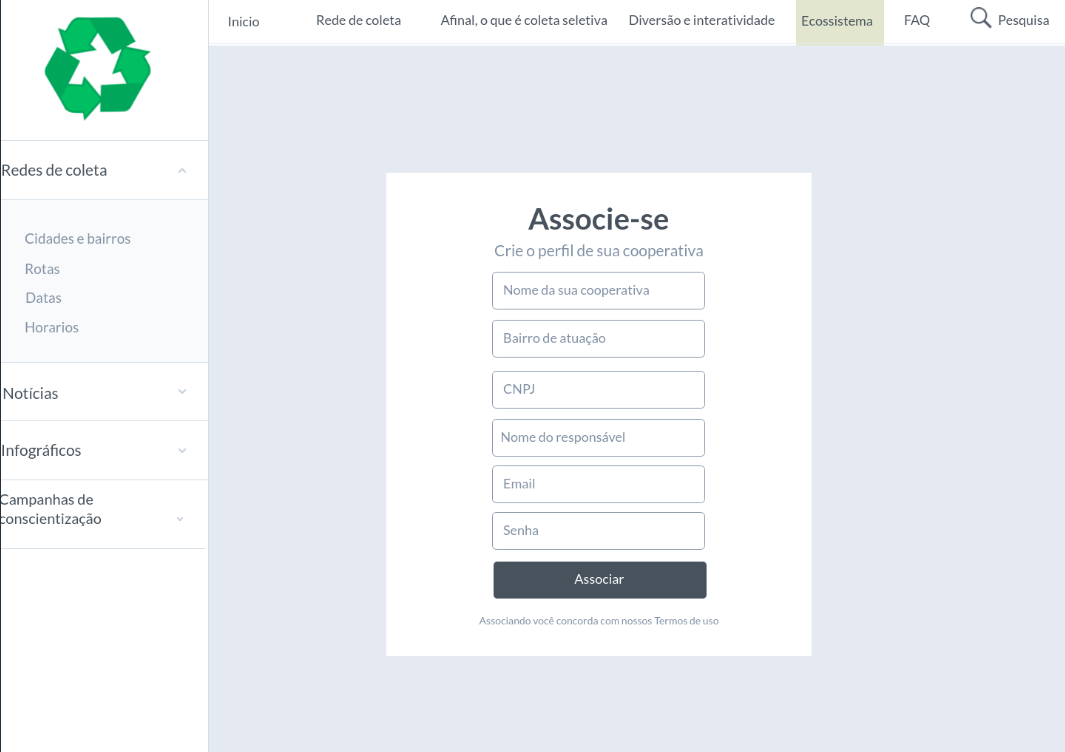 Inicio
Rede de coleta
Afinal, o que é coleta seletiva
Diversão e interatividade
Ecossistema
FAQ
Pesquisa
Redes de coleta
Cidades e bairros
Rotas
Datas
Horarios
Notícias
Infográficos
Campanhas de
conscientização
Associe-se
Crie o perfil de sua cooperativa
Nome da sua cooperativa
Bairro de atuação
CNPJ
Nome do responsável
Email
Senha
Associar
Associando você concorda com nossos Termos de uso